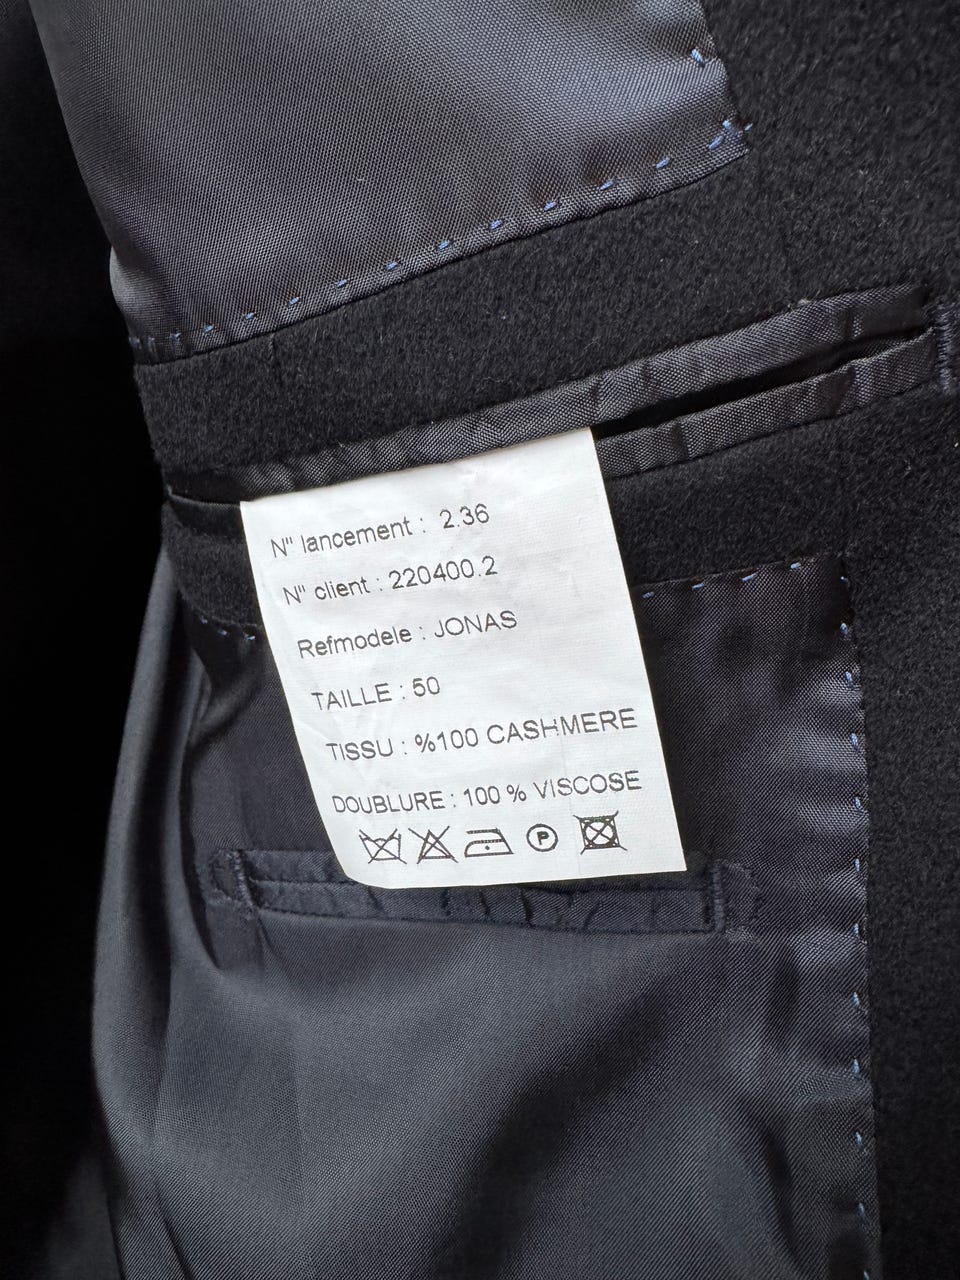 N" lancement : 2.36
N" client : 220400.2
Refmodele : JONAS
TAILLE : 50
TISSU : %100 CASHMERE
DOUBLURE : 100 % VISCOSE
P